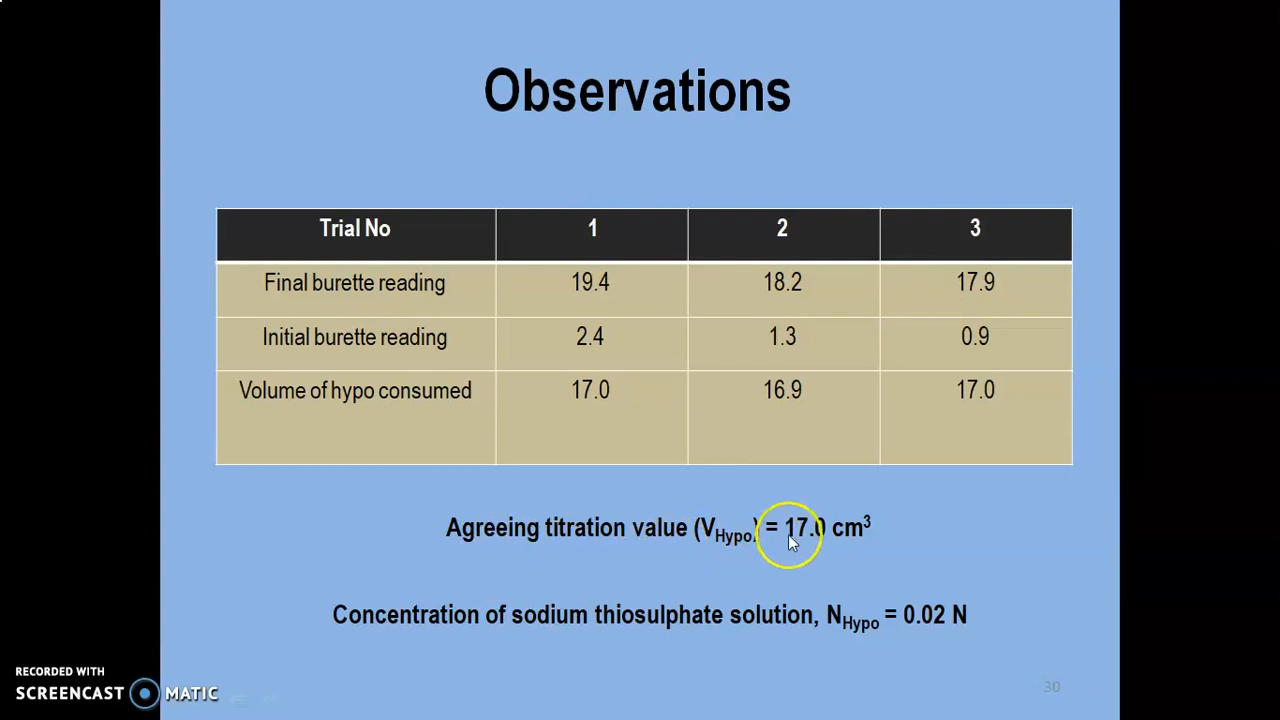 Observations
Trial No 1 2 3
Final burette reading 19.4 18.2 17.9
Initial burette reading 2.4 1.3 0.9
Volume of hypo consumed 17.0 16.9 17.0
Agreeing titration value (VHypo) = 17.0 cm³
Concentration of sodium thiosulphate solution, NHypo = 0.02 N
RECORDED WITH
SCREENCAST MATIC
30